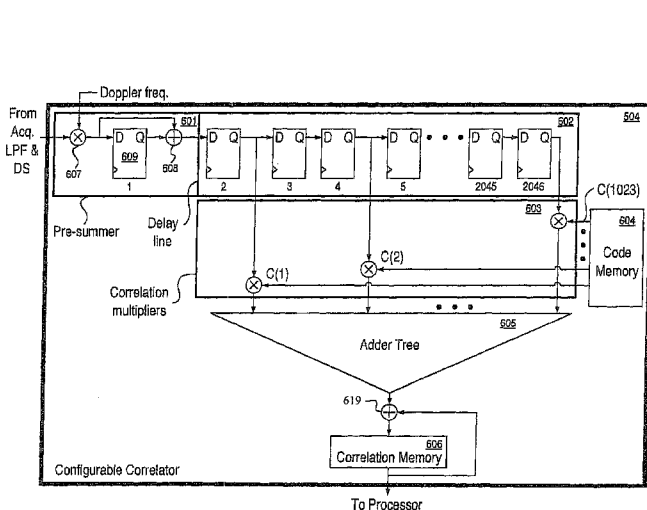 Doppler freq.
From
Acq.
LPF &
DS
607
D Q
609
1
601
608
602
D Q
2
D Q
3
D Q
4
D Q
5
D Q
2045
D Q
2046
504
Pre-summer
Delay
line
603
C(1023)
604
Code
Memory
C(2)
C(1)
Correlation
multipliers
605
Adder Tree
619
606
Correlation Memory
Configurable Correlator
To Processor